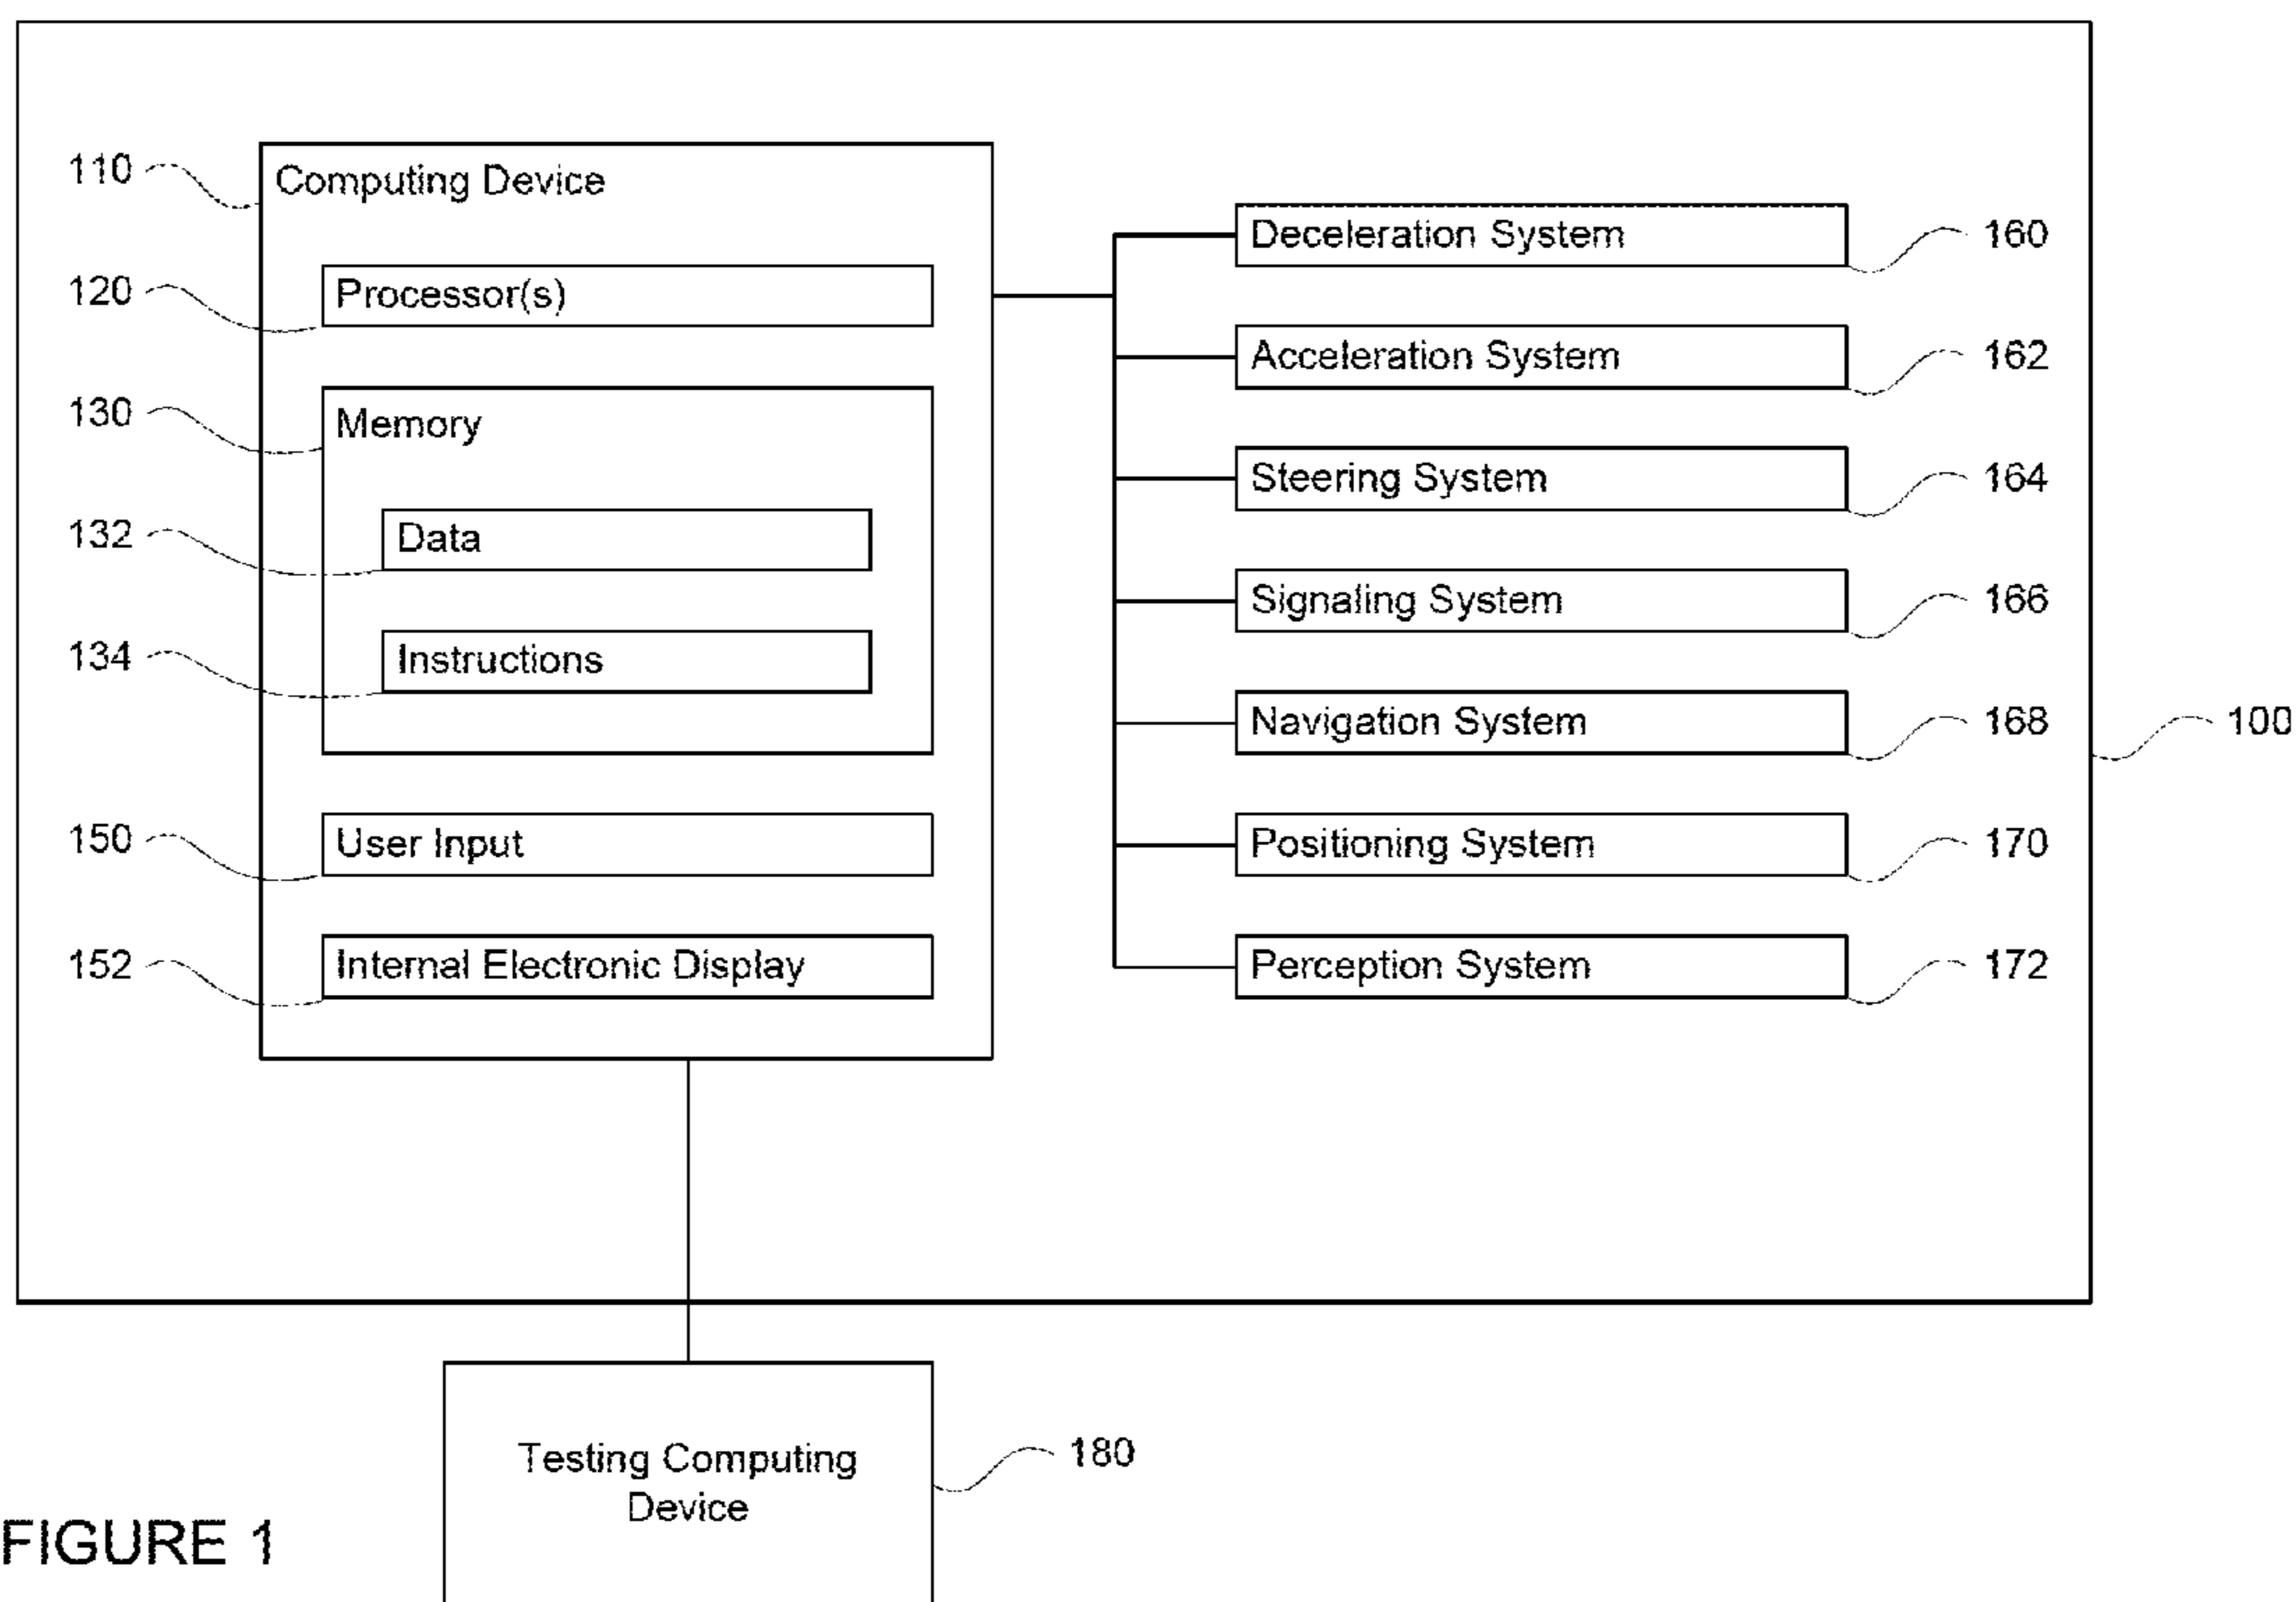 110
Computing Device
120
Processor(s)
130
Memory
132
Data
134
Instructions
150
User Input
152
Internal Electronic Display
Deceleration System
160
Acceleration System
162
Steering System
164
Signaling System
166
Navigation System
168
Positioning System
170
Perception System
172
100
Testing Computing
Device
180
FIGURE 1